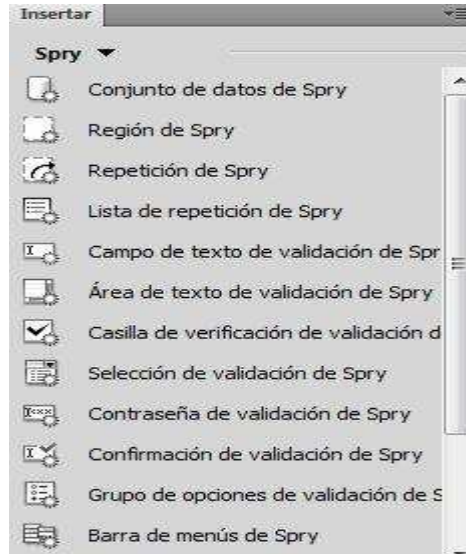 Insertar
Spry
Conjunto de datos de Spry
Región de Spry
Repetición de Spry
Lista de repetición de Spry
Campo de texto de validación de Spr
Área de texto de validación de Spry
Casilla de verificación de validación d
Selección de validación de Spry
Contraseña de validación de Spry
Confirmación de validación de Spry
Grupo de opciones de validación de S
Barra de menús de Spry